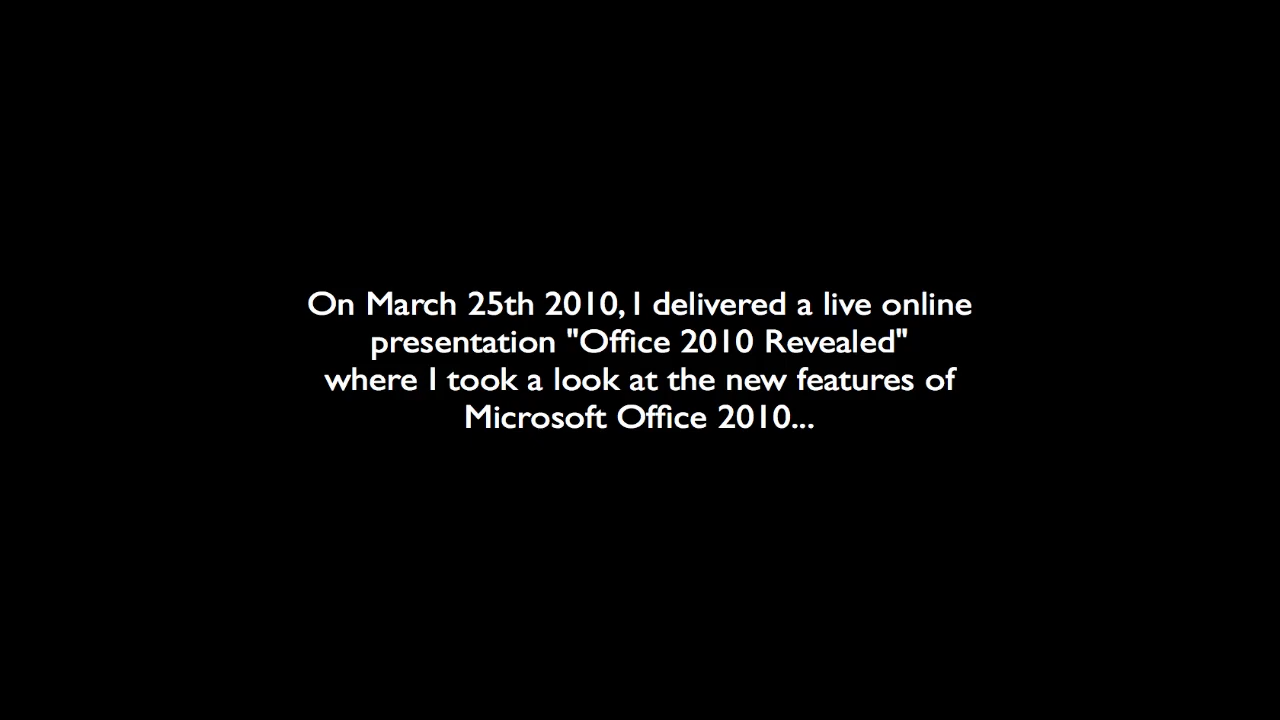 On March 25th 2010, I delivered a live online
presentation "Office 2010 Revealed"
where I took a look at the new features of
Microsoft Office 2010...